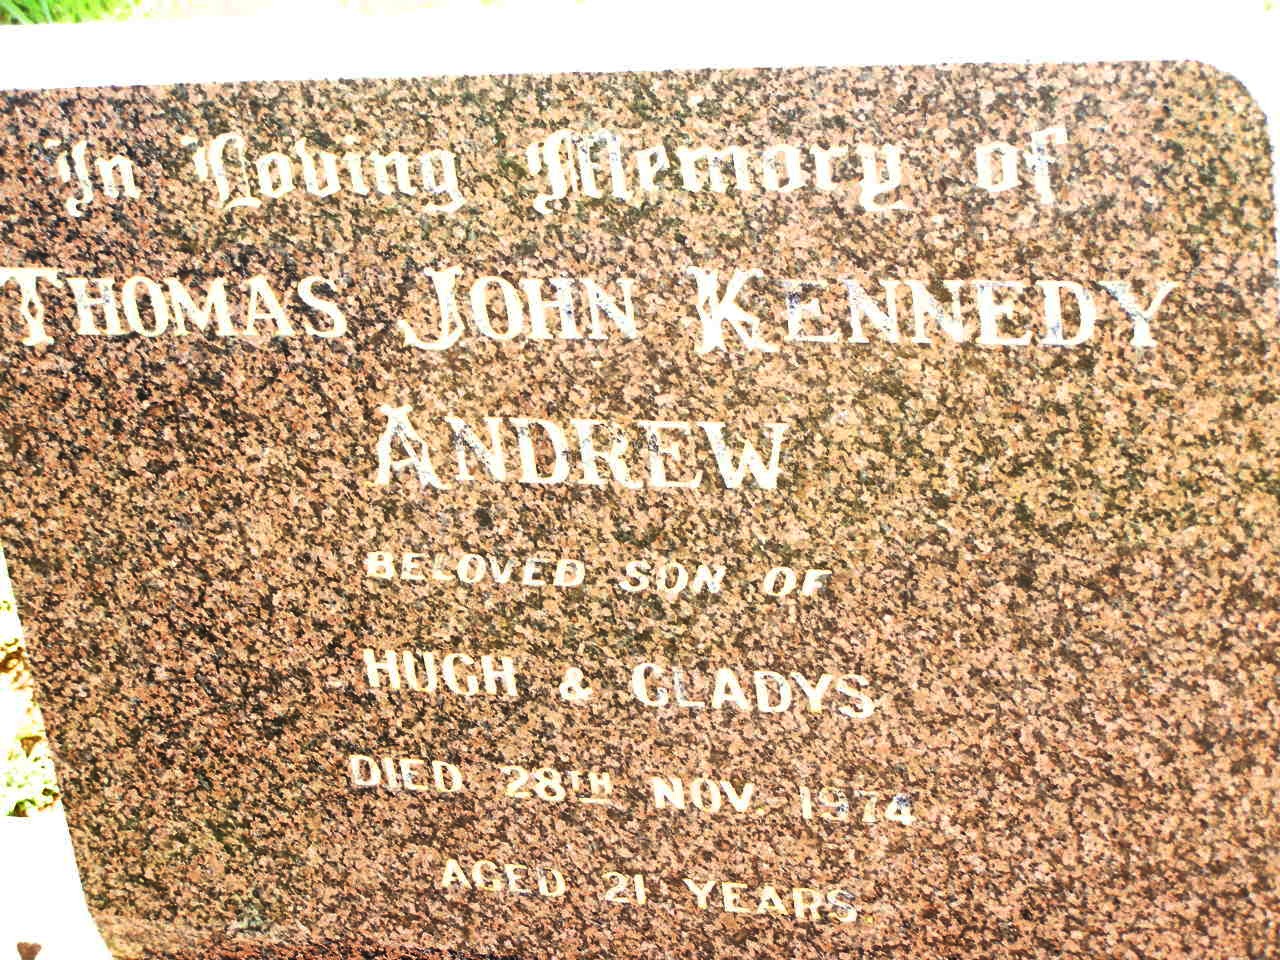 In Loving Memory of
THOMAS JOHN KENNEDY
ANDREW
BELOVED SON OF
HUGH & GLADYS
DIED 28TH NOV. 1974
AGED 21 YEARS.